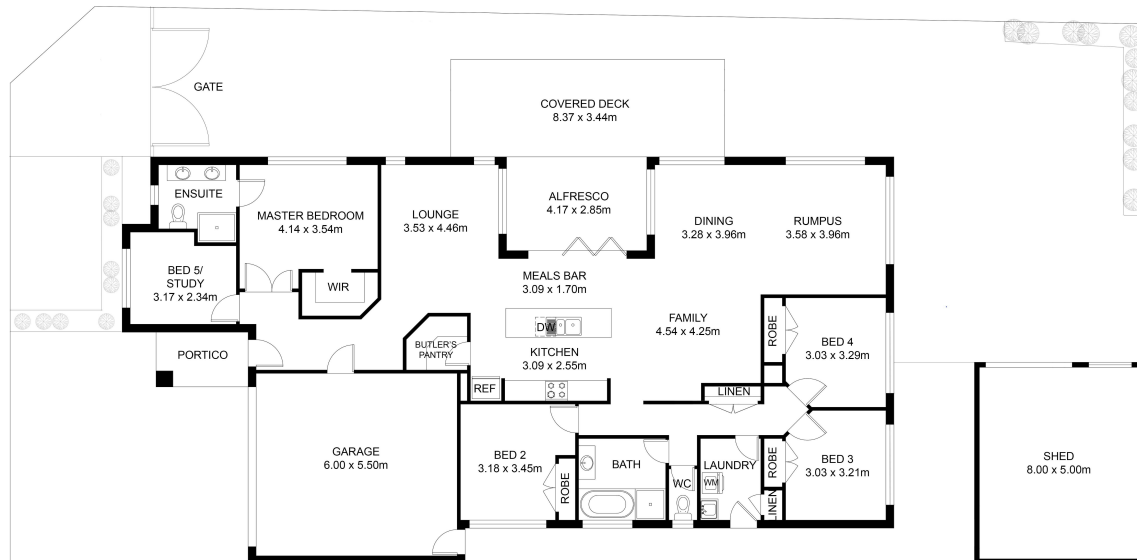 GATE
COVERED DECK
8.37 x 3.44m
ENSUITE
MASTER BEDROOM
4.14 x 3.54m
LOUNGE
3.53 x 4.46m
ALFRESCO
4.17 x 2.85m
DINING
3.28 x 3.96m
RUMPUS
3.58 x 3.96m
BED 5/
STUDY
3.17 x 2.34m
WIR
MEALS BAR
3.09 x 1.70m
DW
FAMILY
4.54 x 4.25m
ROBE
BED 4
3.03 x 3.29m
PORTICO
BUTLER'S
PANTRY
KITCHEN
3.09 x 2.55m
REF
LINEN
GARAGE
6.00 x 5.50m
BED 2
3.18 x 3.45m
ROBE
BATH
WC
LAUNDRY
WM
ROBE
LINEN
BED 3
3.03 x 3.21m
SHED
8.00 x 5.00m